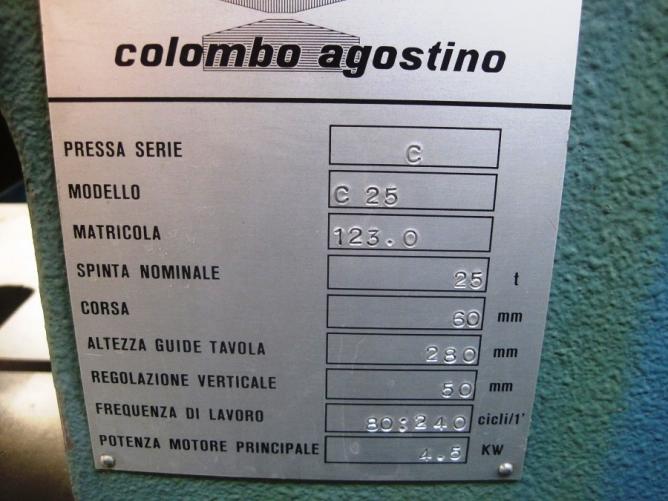 colombo agostino
PRESSA SERIE C
MODELLO C 25
MATRICOLA 123.0
SPINTA NOMINALE 25 t
CORSA 60 mm
ALTEZZA GUIDE TAVOLA 280 mm
REGOLAZIONE VERTICALE 50 mm
FREQUENZA DI LAVORO 80:240 cicli/1'
POTENZA MOTORE PRINCIPALE 4.5 KW